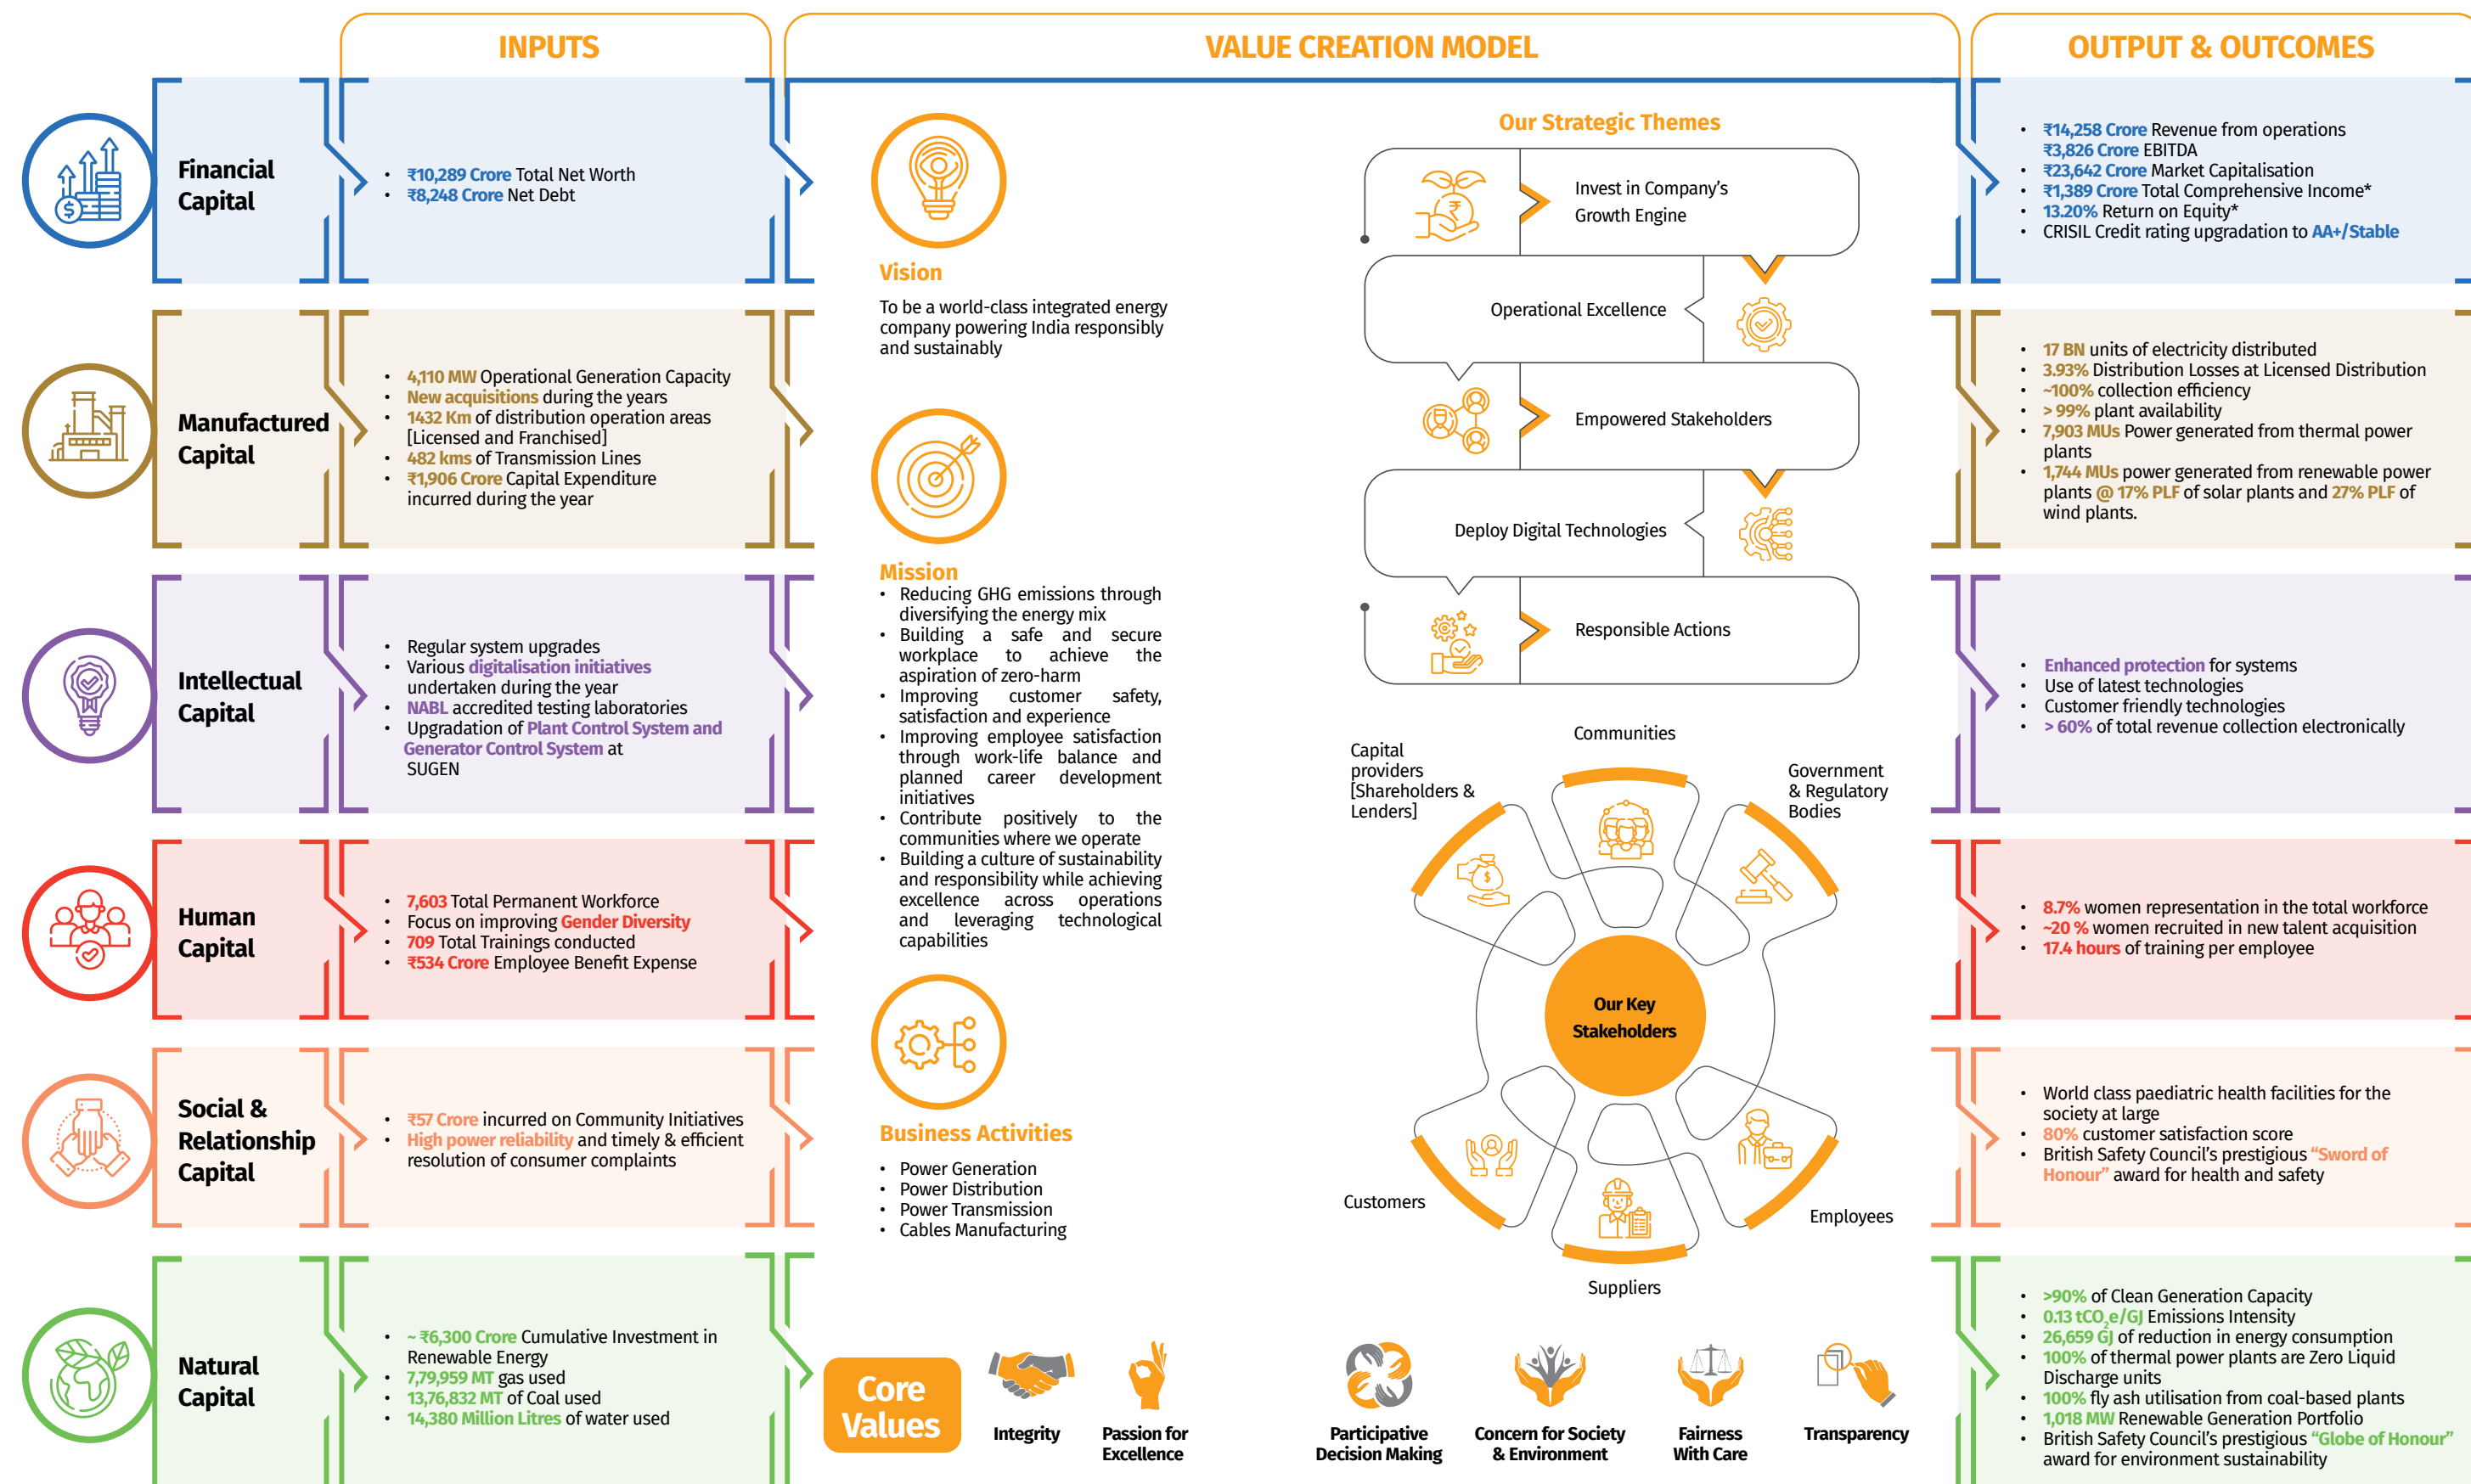 INPUTS
VALUE CREATION MODEL
OUTPUT & OUTCOMES
Financial
Capital
• ₹10,289 Crore Total Net Worth
• ₹8,248 Crore Net Debt
Manufactured
Capital
• 4,110 MW Operational Generation Capacity
• New acquisitions during the years
• 1432 Km of distribution operation areas
[Licensed and Franchised]
• 482 kms of Transmission Lines
• ₹1,906 Crore Capital Expenditure
incurred during the year
Intellectual
Capital
• Regular system upgrades
• Various digitalisation initiatives
undertaken during the year
• NABL accredited testing laboratories
• Upgradation of Plant Control System and
Generator Control System at
SUGEN
Human
Capital
• 7,603 Total Permanent Workforce
• Focus on improving Gender Diversity
• 709 Total Trainings conducted
• ₹534 Crore Employee Benefit Expense
Social &
Relationship
Capital
• ₹57 Crore incurred on Community Initiatives
• High power reliability and timely & efficient
resolution of consumer complaints
Natural
Capital
• ~ ₹6,300 Crore Cumulative Investment in
Renewable Energy
• 7,79,959 MT gas used
• 13,76,832 MT of Coal used
• 14,380 Million Litres of water used
Vision
To be a world-class integrated energy
company powering India responsibly
and sustainably
Mission
• Reducing GHG emissions through
diversifying the energy mix
• Building a safe and secure
workplace to achieve the
aspiration of zero-harm
• Improving customer safety,
satisfaction and experience
• Improving employee satisfaction
through work-life balance and
planned career development
initiatives
• Contribute positively to the
communities where we operate
• Building a culture of sustainability
and responsibility while achieving
excellence across operations
and leveraging technological
capabilities
Business Activities
• Power Generation
• Power Distribution
• Power Transmission
• Cables Manufacturing
Our Strategic Themes
Invest in Company's
Growth Engine
Operational Excellence
Empowered Stakeholders
Deploy Digital Technologies
Responsible Actions
Communities
Capital
providers
[Shareholders &
Lenders]
Government
& Regulatory
Bodies
Our Key
Stakeholders
Customers
Employees
Suppliers
Core
Values
Integrity
Passion for
Excellence
Participative
Decision Making
Concern for Society
& Environment
Fairness
With Care
Transparency
• ₹14,258 Crore Revenue from operations
₹3,826 Crore EBITDA
• ₹23,642 Crore Market Capitalisation
• ₹1,389 Crore Total Comprehensive Income*
• 13.20% Return on Equity*
• CRISIL Credit rating upgradation to AA+/Stable
• 17 BN units of electricity distributed
• 3.93% Distribution Losses at Licensed Distribution
• ~100% collection efficiency
• > 99% plant availability
• 7,903 MUs Power generated from thermal power
plants
• 1,744 MUs power generated from renewable power
plants @ 17% PLF of solar plants and 27% PLF of
wind plants.
• Enhanced protection for systems
• Use of latest technologies
• Customer friendly technologies
• > 60% of total revenue collection electronically
• 8.7% women representation in the total workforce
• ~20 % women recruited in new talent acquisition
• 17.4 hours of training per employee
• World class paediatric health facilities for the
society at large
• 80% customer satisfaction score
• British Safety Council's prestigious “Sword of
Honour” award for health and safety
• >90% of Clean Generation Capacity
• 0.13 tCO₂e/GJ Emissions Intensity
• 26,659 GJ of reduction in energy consumption
• 100% of thermal power plants are Zero Liquid
Discharge units
• 100% fly ash utilisation from coal-based plants
• 1,018 MW Renewable Generation Portfolio
• British Safety Council's prestigious “Globe of Honour”
award for environment sustainability